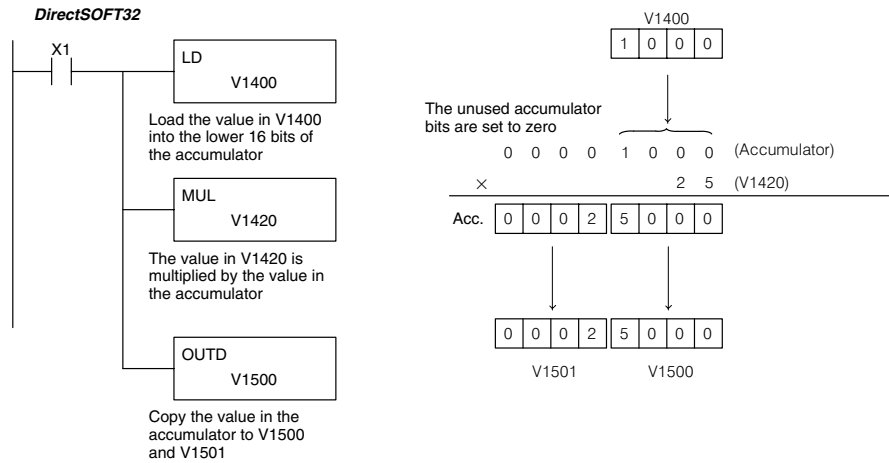 DirectSOFT32
X1
LD
V1400
Load the value in V1400
into the lower 16 bits of
the accumulator
MUL
V1420
The value in V1420 is
multiplied by the value in
the accumulator
OUTD
V1500
Copy the value in the
accumulator to V1500
and V1501
V1400
1 0 0 0
The unused accumulator
bits are set to zero
0 0 0 0 1 0 0 0 (Accumulator)
× 2 5 (V1420)
Acc. 0 0 0 2 5 0 0 0
0 0 0 2 5 0 0 0
V1501 V1500